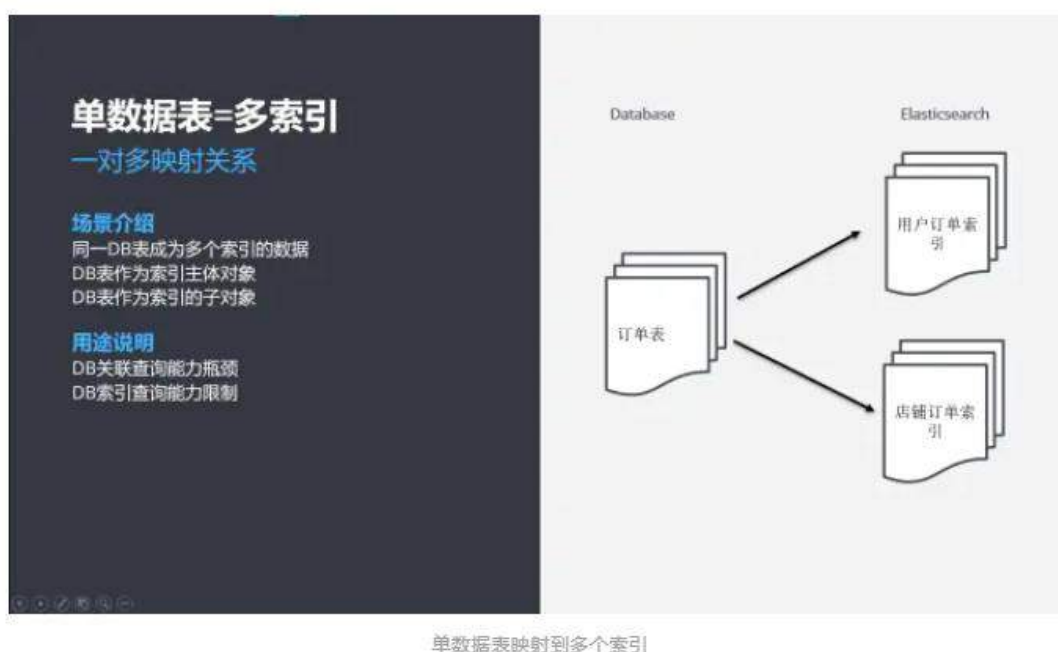 单数据表=多索引
一对多映射关系
场景介绍
同一DB表成为多个索引的数据
DB表作为索引主体对象
DB表作为索引的子对象
用途说明
DB关联查询能力瓶颈
DB索引查询能力限制
Database
Elasticsearch
订单表
用户订单索
引
店铺订单索
引
单数据表映射到多个索引